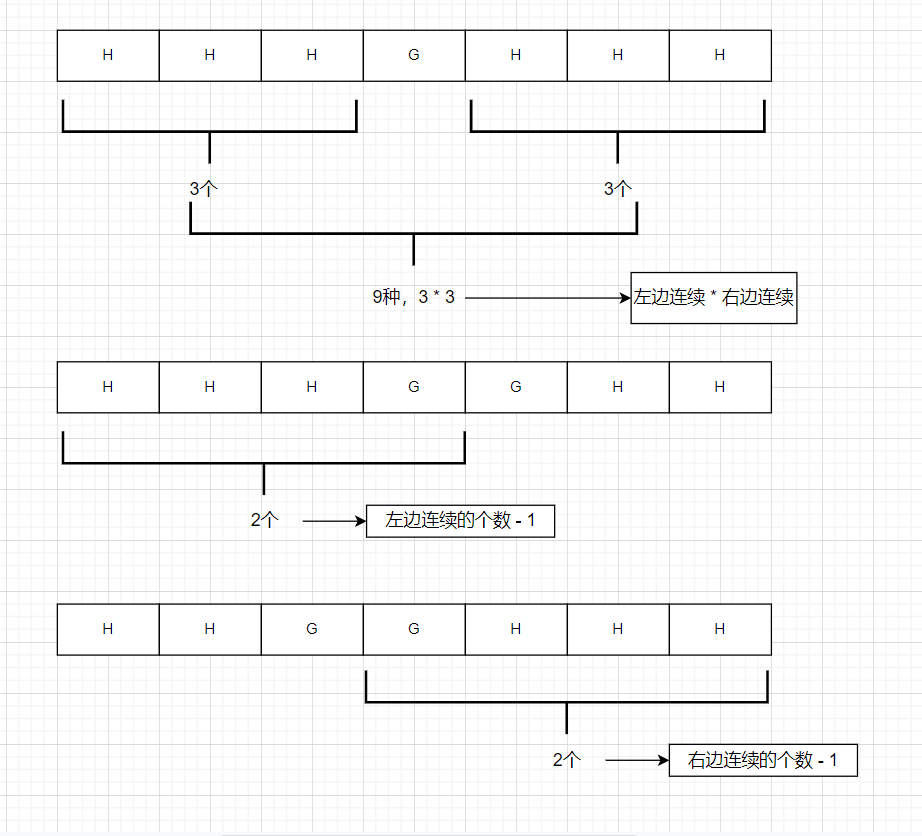 H H H G H H H
3个 3个
9种，3 * 3 左边连续 * 右边连续
H H H G G H H
2个 左边连续的个数 - 1
H H G G H H H
2个 右边连续的个数 - 1